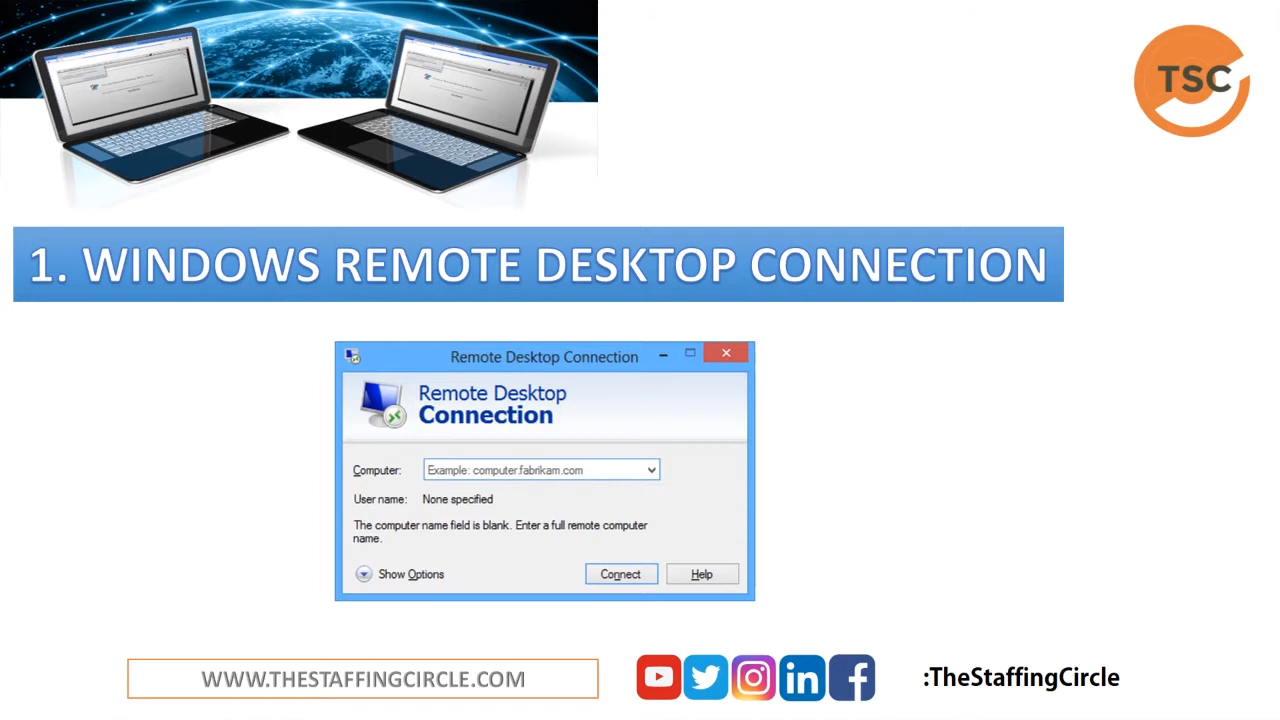 TSC
1. WINDOWS REMOTE DESKTOP CONNECTION
Remote Desktop Connection
Remote Desktop
Connection
Computer: Example: computer.fabrikam.com
User name: None specified
The computer name field is blank. Enter a full remote computer
name.
Show Options Connect Help
WWW.THESTAFFINGCIRCLE.COM
:TheStaffingCircle